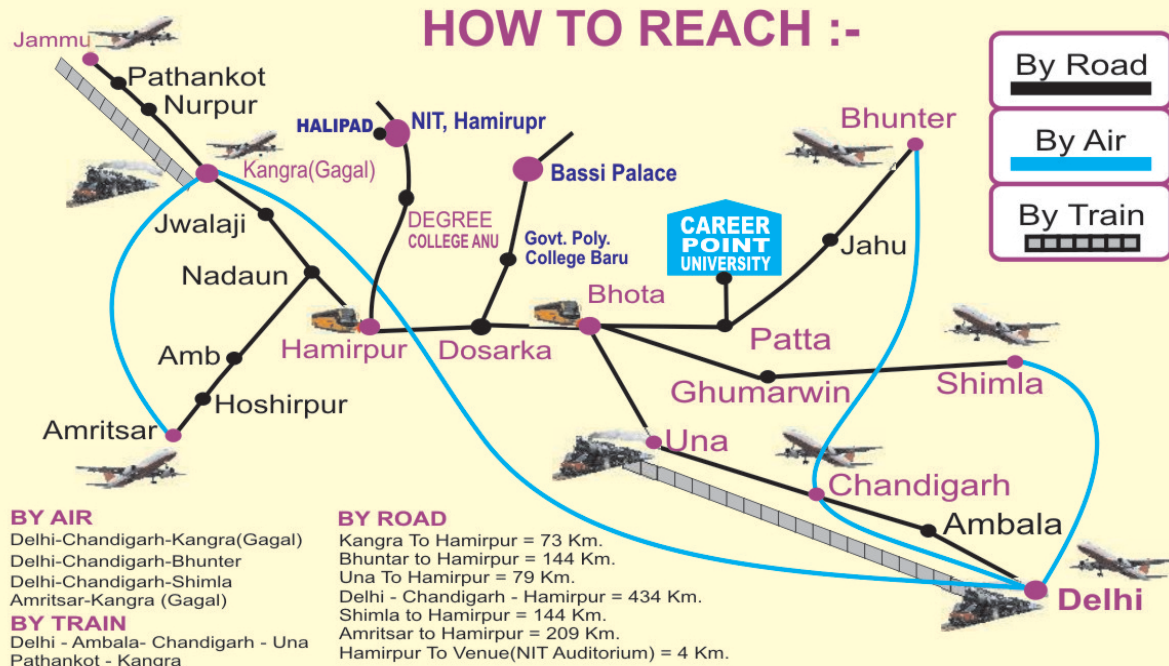 HOW TO REACH :-
By Road
By Air
By Train
Jammu
Pathankot
Nurpur
Kangra(Gagal)
Jwalaji
Nadaun
Amb
Hoshirpur
Amritsar
HALIPAD
NIT, Hamirupr
DEGREE
COLLEGE ANU
Hamirpur
Bassi Palace
Govt. Poly.
College Baru
Dosarka
CAREER
POINT
UNIVERSITY
Bhota
Patta
Jahu
Bhunter
Ghumarwin
Shimla
Una
Chandigarh
Ambala
Delhi
BY AIR
Delhi-Chandigarh-Kangra(Gagal)
Delhi-Chandigarh-Bhunter
Delhi-Chandigarh-Shimla
Amritsar-Kangra (Gagal)
BY TRAIN
Delhi - Ambala- Chandigarh - Una
Pathankot - Kangra
BY ROAD
Kangra To Hamirpur = 73 Km.
Bhuntar to Hamirpur = 144 Km.
Una To Hamirpur = 79 Km.
Delhi - Chandigarh - Hamirpur = 434 Km.
Shimla to Hamirpur = 144 Km.
Amritsar to Hamirpur = 209 Km.
Hamirpur To Venue(NIT Auditorium) = 4 Km.